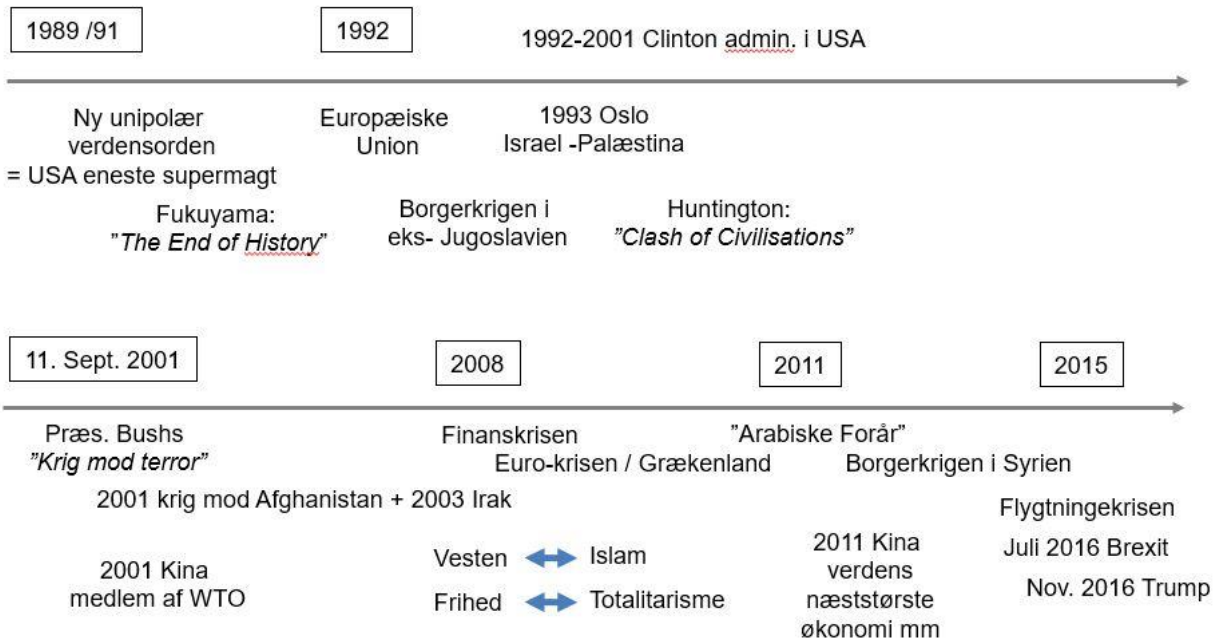 1989 /91
1992
1992-2001 Clinton admin. i USA
Ny unipolær
verdensorden
= USA eneste supermagt
Europæiske
Union
1993 Oslo
Israel -Palæstina
Fukuyama:
"The End of History"
Borgerkrigen i
eks- Jugoslavien
Huntington:
"Clash of Civilisations"
11. Sept. 2001
2008
2011
2015
Præs. Bushs
"Krig mod terror"
Finanskrisen
Euro-krisen / Grækenland
"Arabiske Forår"
Borgerkrigen i Syrien
2001 krig mod Afghanistan + 2003 Irak
Flygtningekrisen
Juli 2016 Brexit
Nov. 2016 Trump
2001 Kina
medlem af WTO
Vesten
Islam
Frihed
Totalitarisme
2011 Kina
verdens
næststørste
økonomi mm